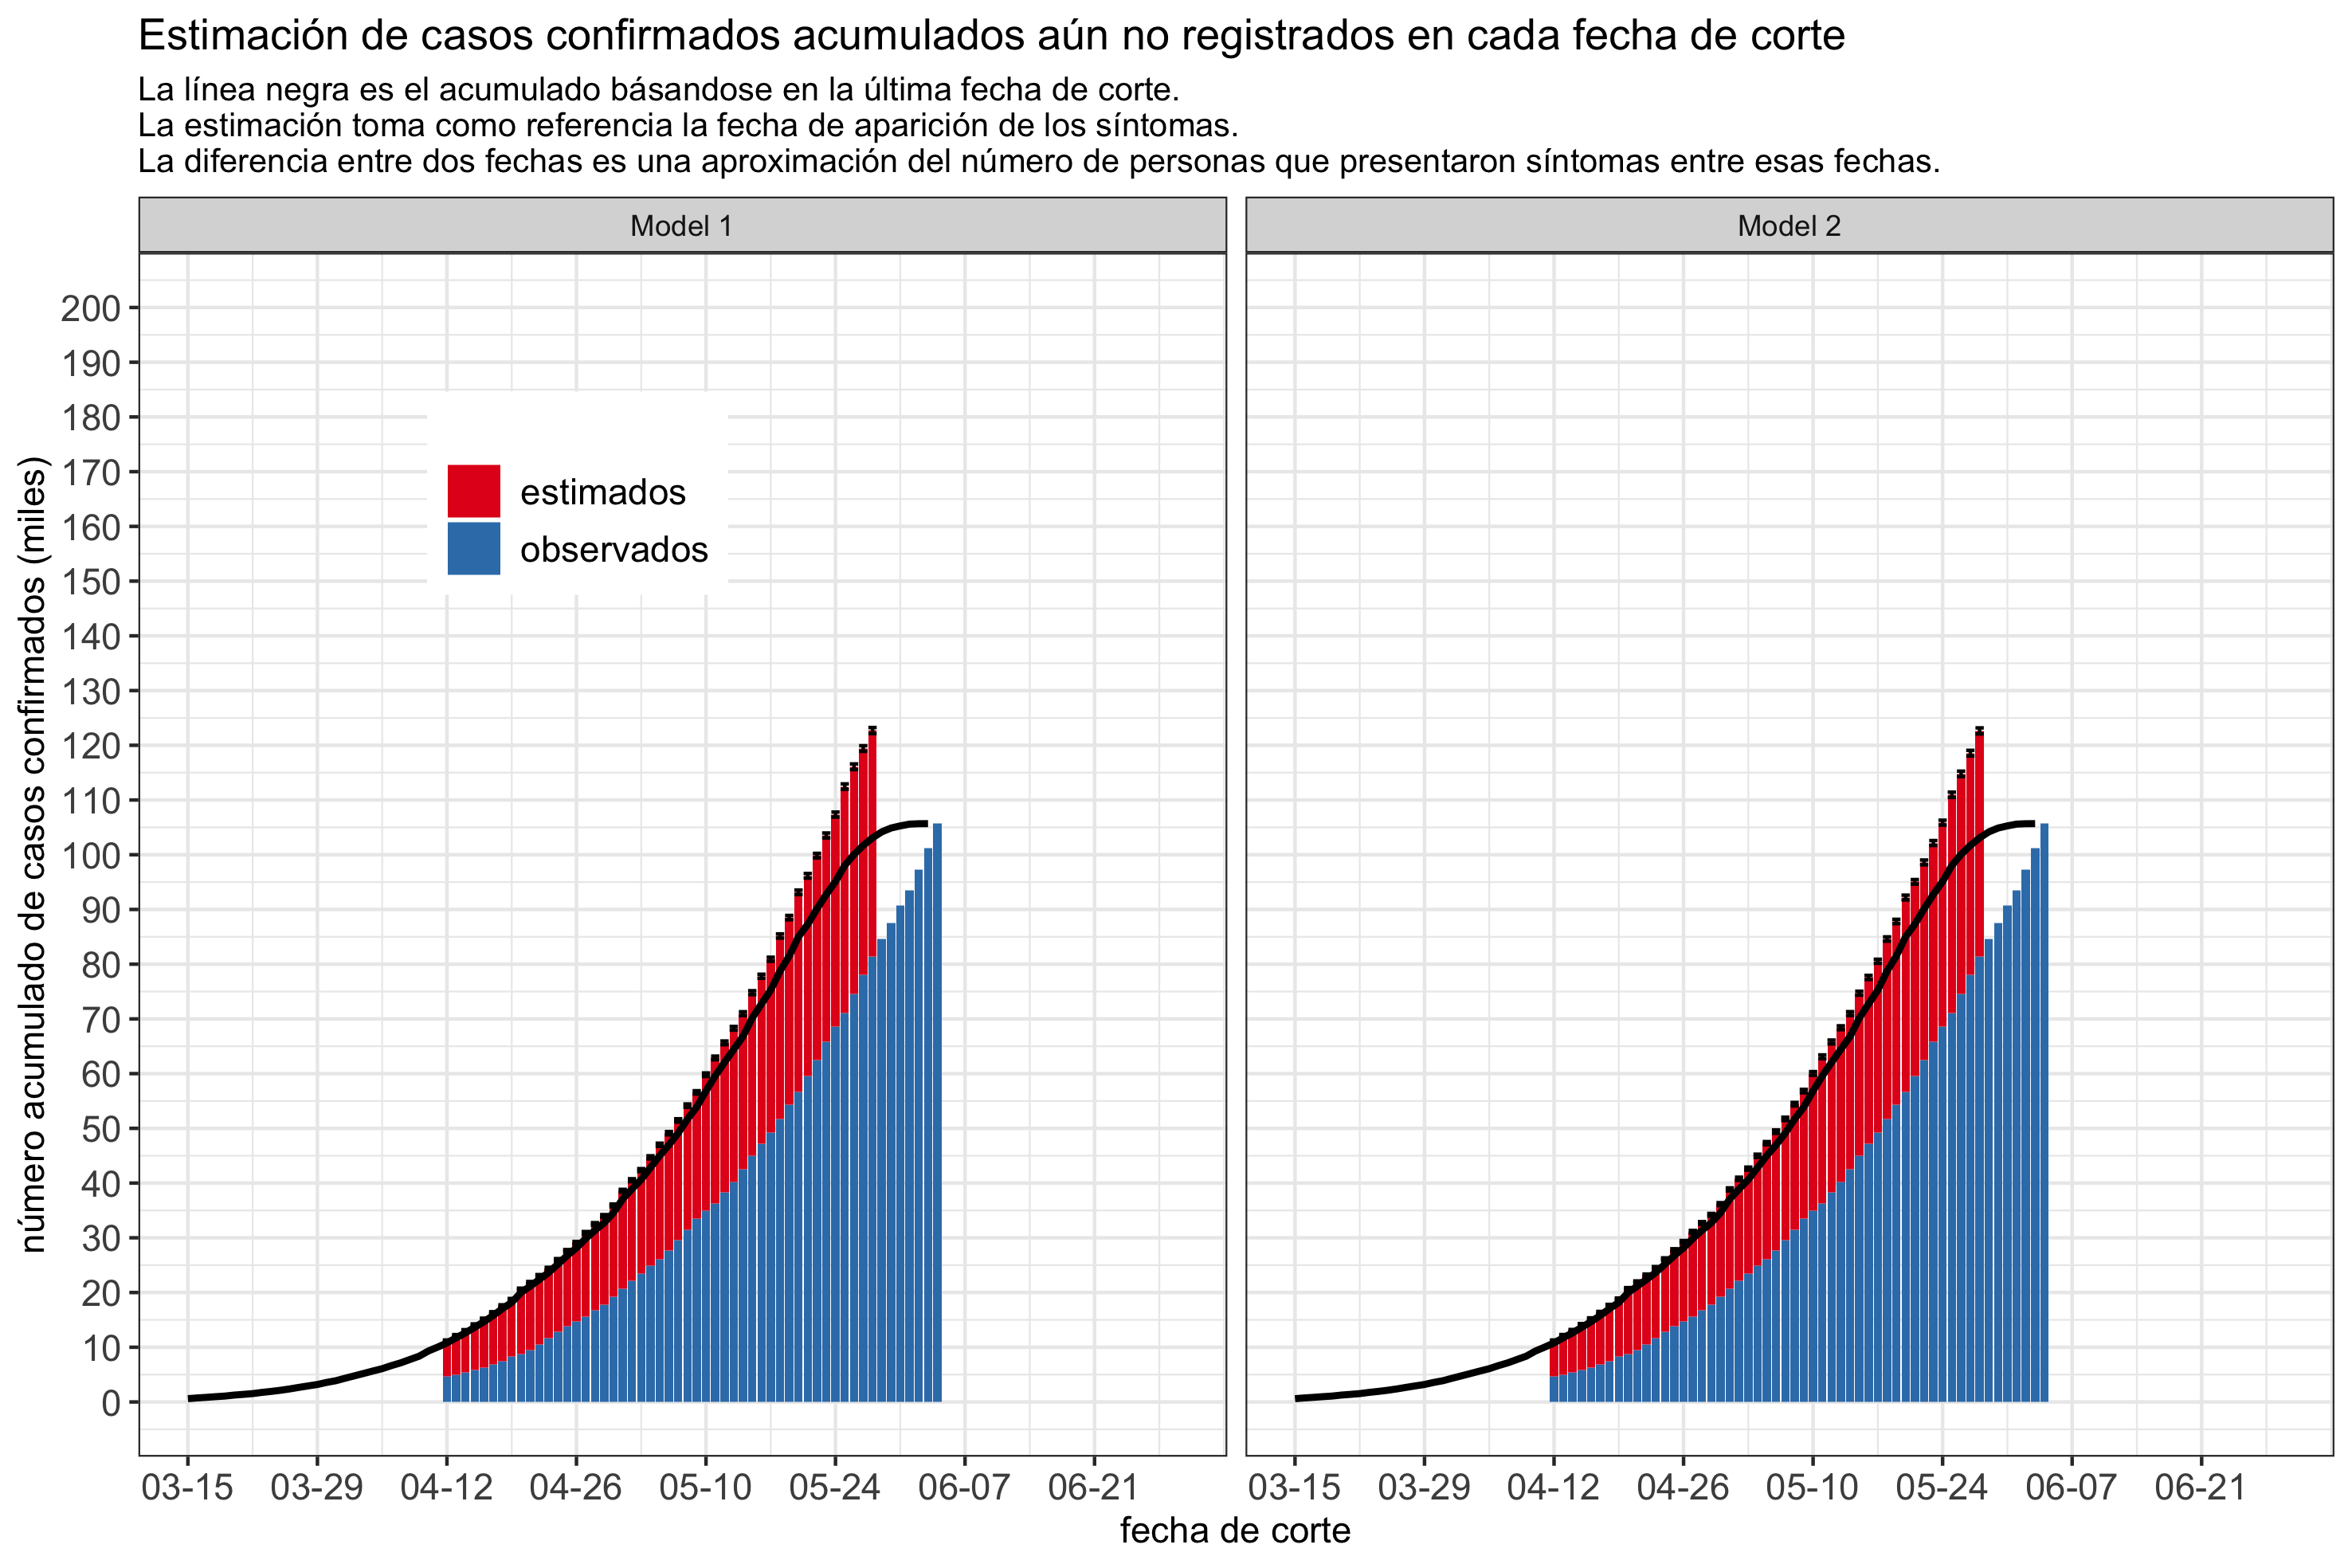 Estimación de casos confirmados acumulados aún no registrados en cada fecha de corte
La línea negra es el acumulado básandose en la última fecha de corte.
La estimación toma como referencia la fecha de aparición de los síntomas.
La diferencia entre dos fechas es una aproximación del número de personas que presentaron síntomas entre esas fechas.
Model 1
Model 2
número acumulado de casos confirmados (miles)
200
190
180
170
160
150
140
130
120
110
100
90
80
70
60
50
40
30
20
10
0
estimados
observados
03-15 03-29 04-12 04-26 05-10 05-24 06-07 06-21
03-15 03-29 04-12 04-26 05-10 05-24 06-07 06-21
fecha de corte